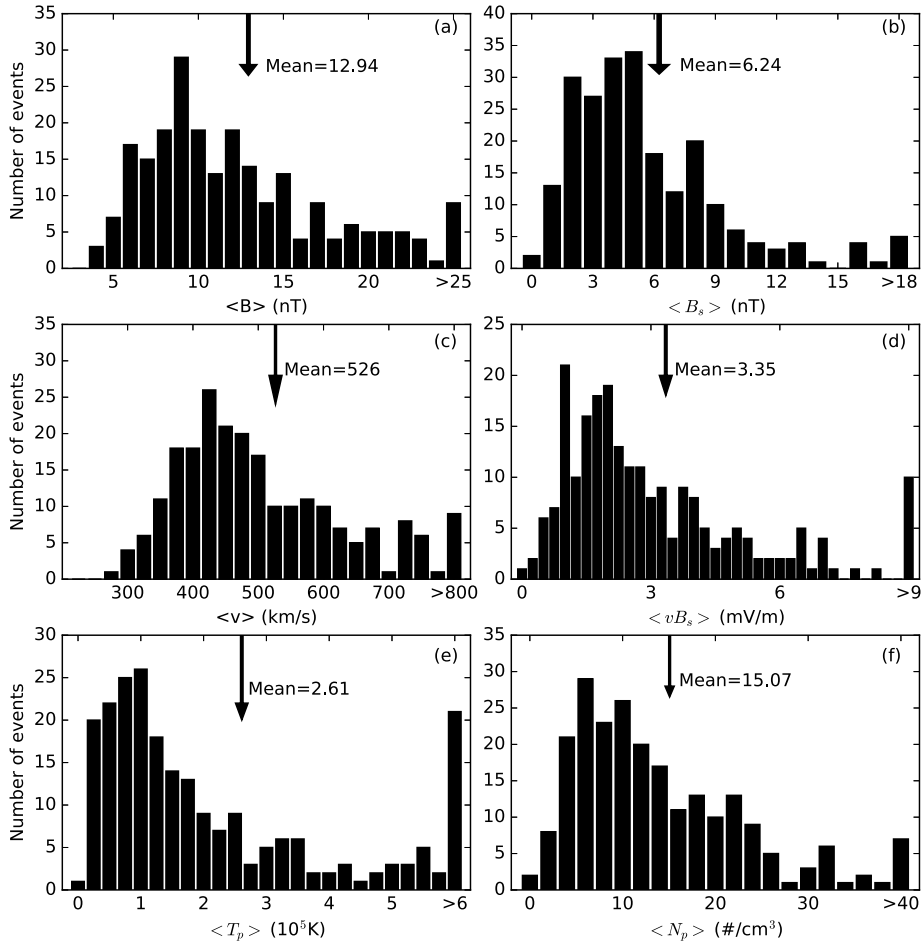 35
30
25
20
15
10
5
0
Number of events
(a)
Mean=12.94
5 10 15 20 >25
<B> (nT)
40
35
30
25
20
15
10
5
0
(b)
Mean=6.24
0 3 6 9 12 15 >18
<B_s> (nT)
35
30
25
20
15
10
5
0
Number of events
(c)
Mean=526
300 400 500 600 700 >800
<v> (km/s)
25
20
15
10
5
0
(d)
Mean=3.35
0 3 6 >9
<vB_s> (mV/m)
30
25
20
15
10
5
0
Number of events
(e)
Mean=2.61
0 1 2 3 4 5 >6
<T_p> (10⁵K)
35
30
25
20
15
10
5
0
(f)
Mean=15.07
0 10 20 30 >40
<N_p> (#/cm³)